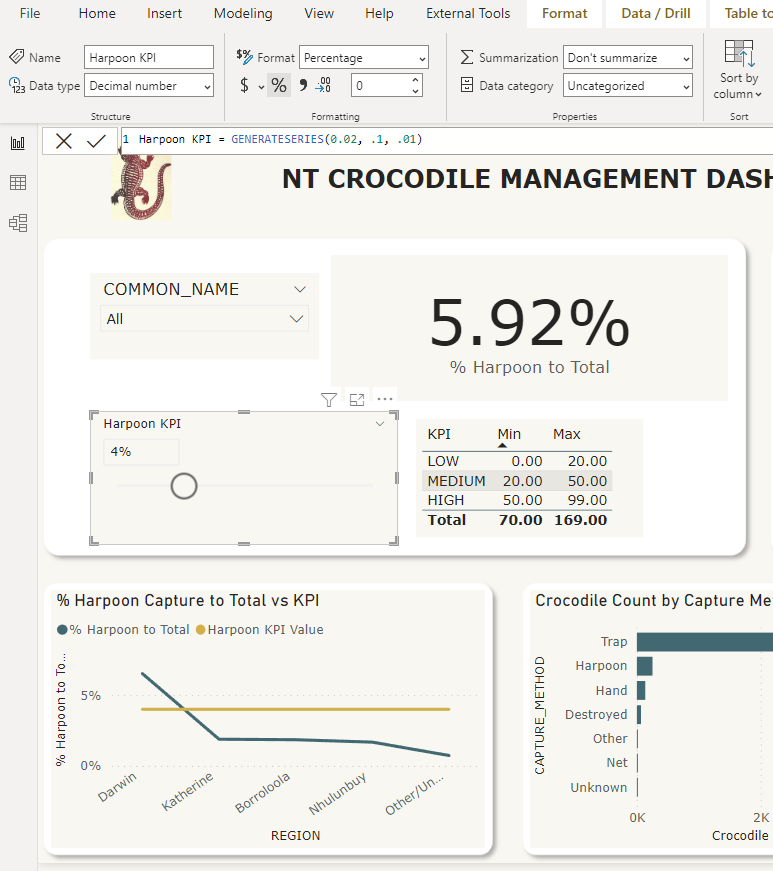 File Home Insert Modeling View Help External Tools Format Data / Drill Table to
Name Harpoon KPI
$% Format Percentage
Σ Summarization Don't summarize
123 Data type Decimal number
$ % 9 .00 0
Data category Uncategorized
Sort by
column
Structure Formatting Properties Sort
1 Harpoon KPI = GENERATESERIES(0.02, .1, .01)
NT CROCODILE MANAGEMENT DASH
COMMON_NAME
All
5.92%
% Harpoon to Total
Harpoon KPI
4%
KPI Min Max
LOW 0.00 20.00
MEDIUM 20.00 50.00
HIGH 50.00 99.00
Total 70.00 169.00
% Harpoon Capture to Total vs KPI
% Harpoon to Total Harpoon KPI Value
% Harpoon to To...
5%
0%
Darwin
Katherine
Borroloola
Nhulunbuy
Other/Un...
REGION
Crocodile Count by Capture Me
CAPTURE_METHOD
Trap
Harpoon
Hand
Destroyed
Other
Net
Unknown
0K 2K
Crocodile